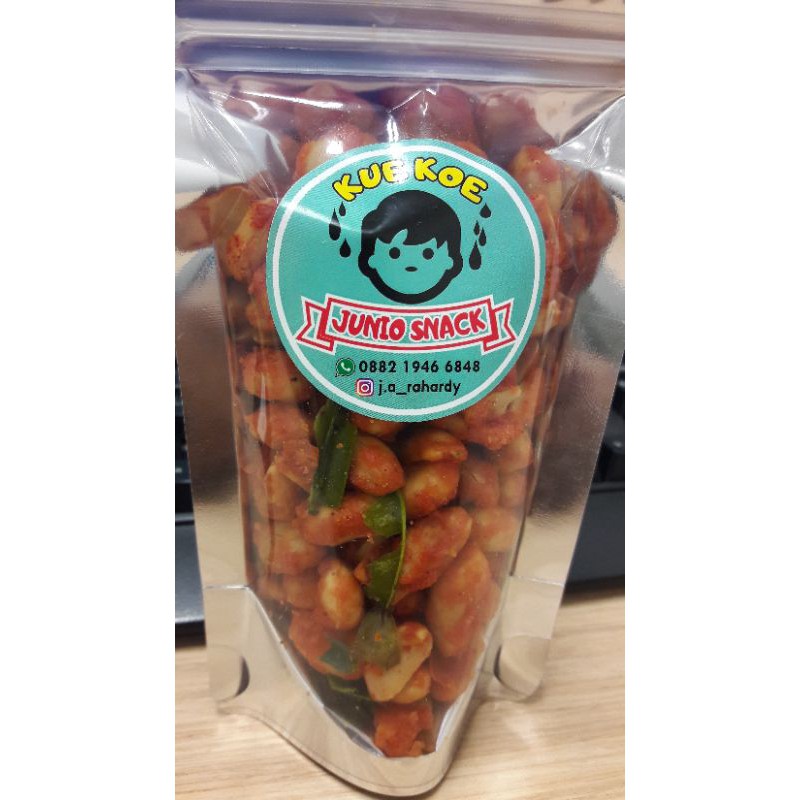 KUE KOE
JUNIO SNACK
0882 1946 6848
j.a_rahardy